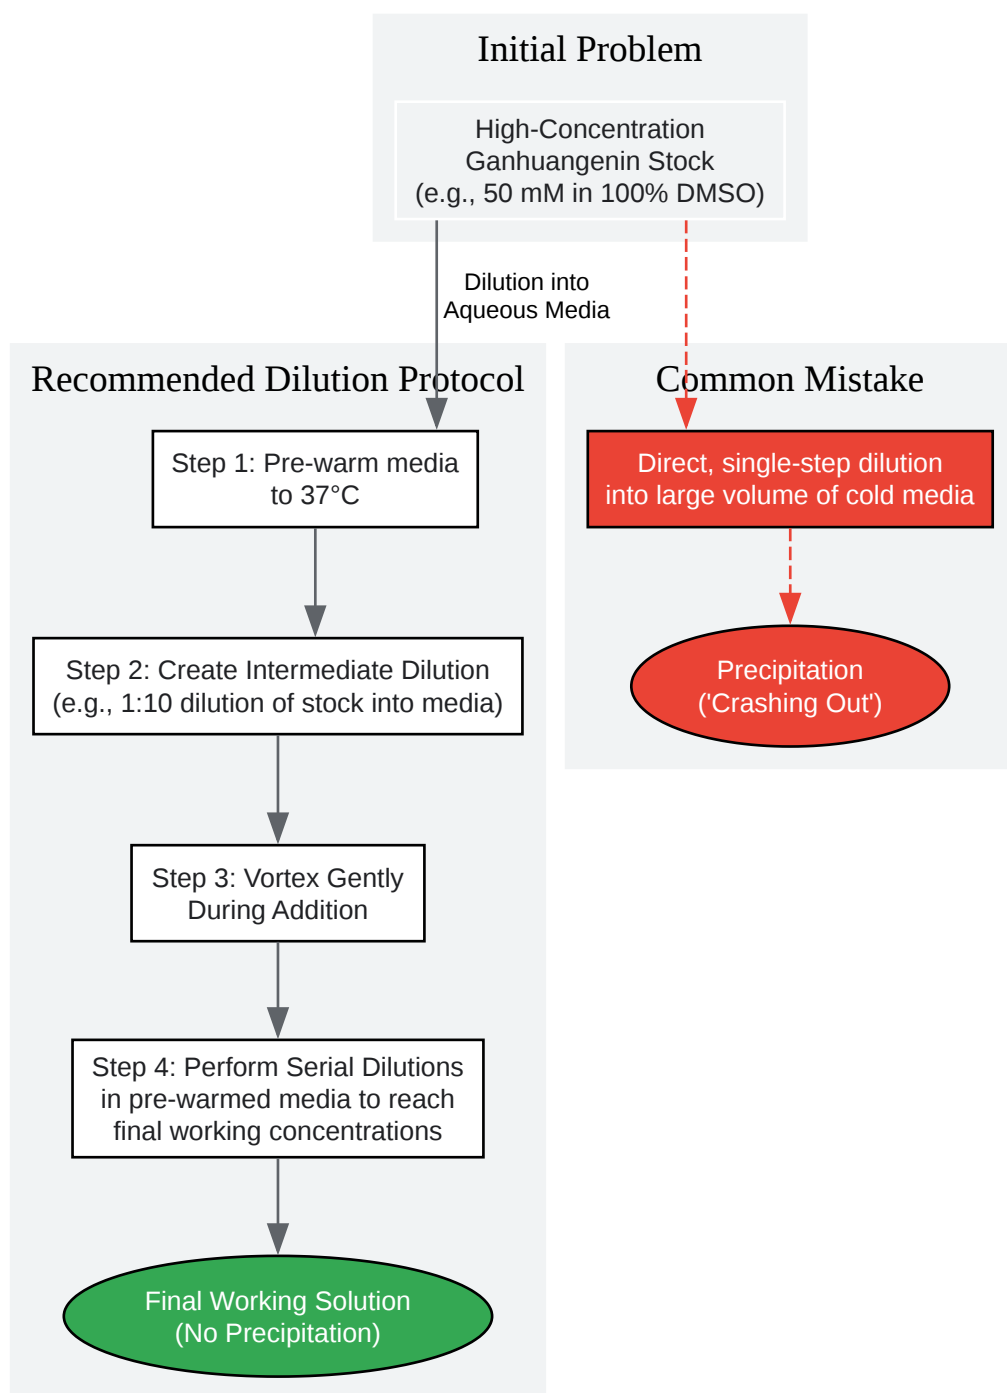 Initial Problem
High-Concentration
Ganhuangenin Stock
(e.g., 50 mM in 100% DMSO)
Dilution into
Aqueous Media
Recommended Dilution Protocol
Step 1: Pre-warm media
to 37°C
Step 2: Create Intermediate Dilution
(e.g., 1:10 dilution of stock into media)
Step 3: Vortex Gently
During Addition
Step 4: Perform Serial Dilutions
in pre-warmed media to reach
final working concentrations
Final Working Solution
(No Precipitation)
Common Mistake
Direct, single-step dilution
into large volume of cold media
Precipitation
('Crashing Out')